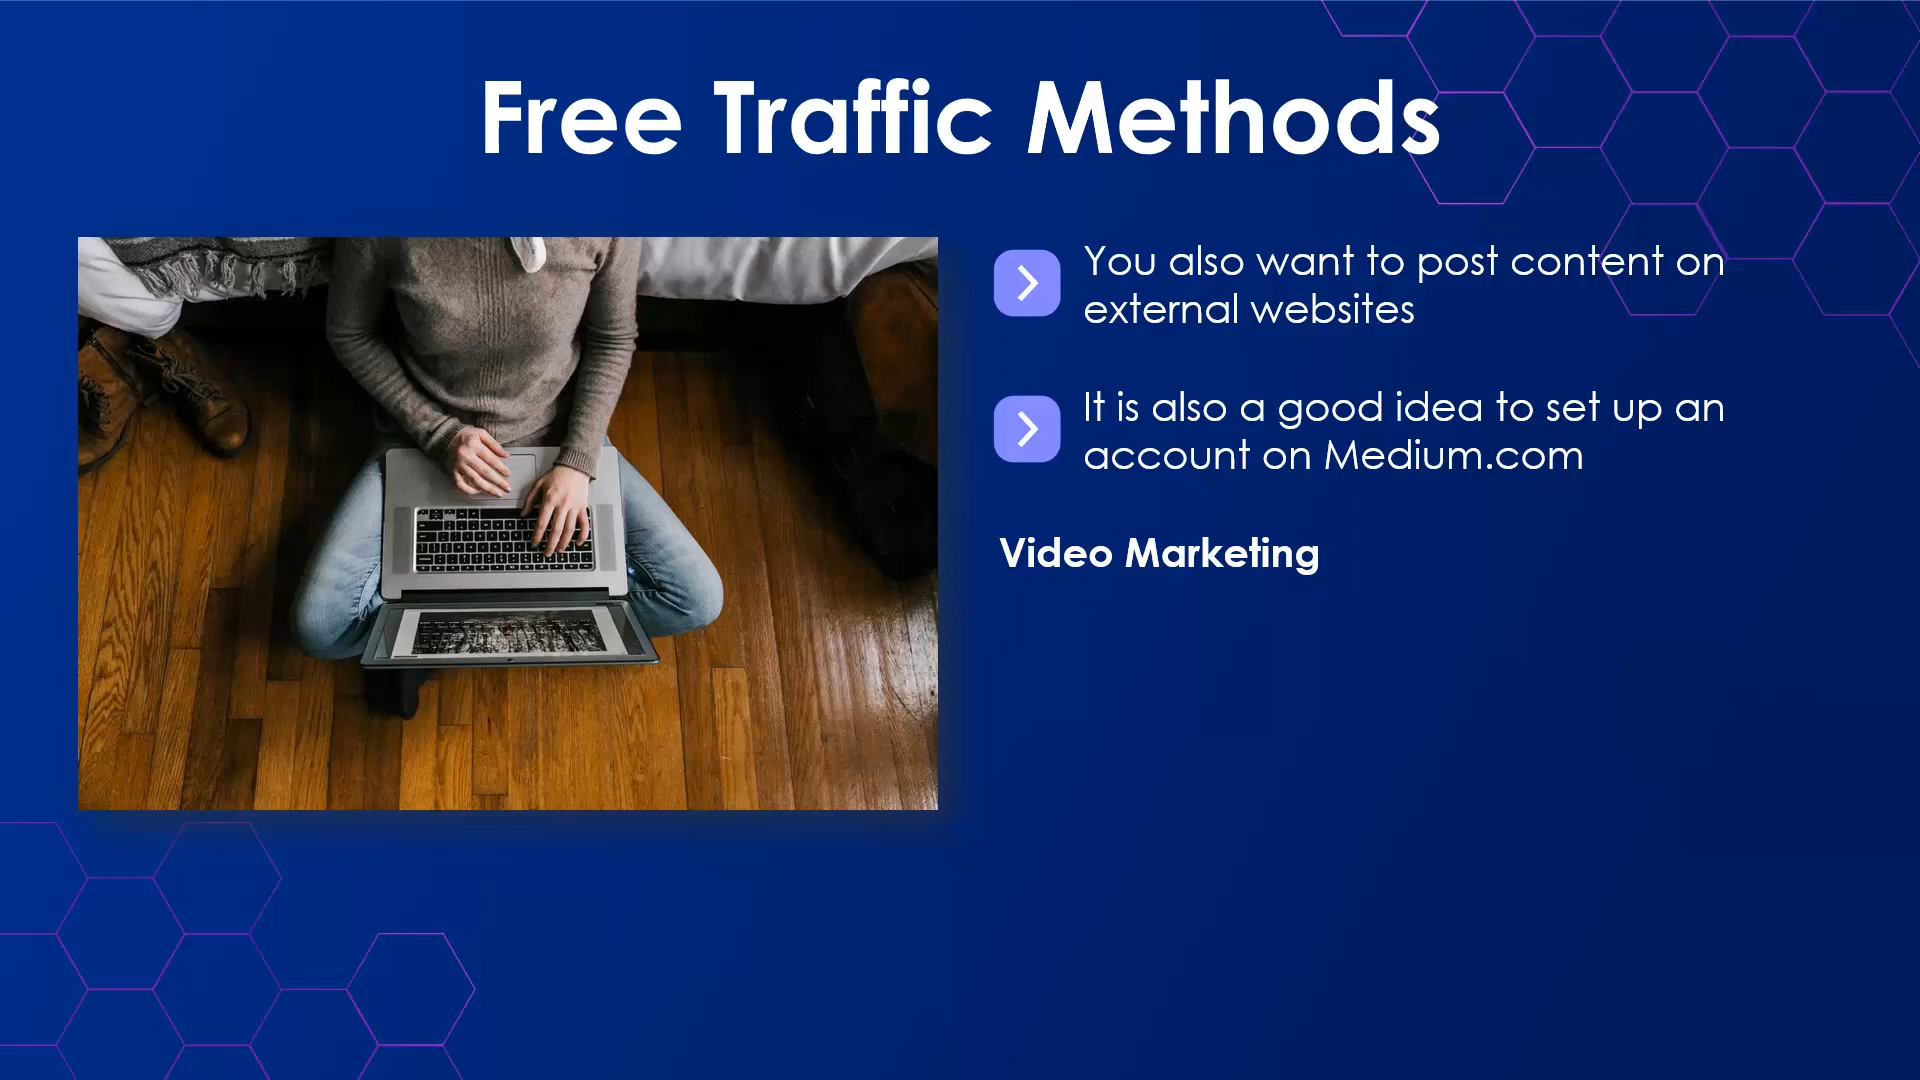 Free Traffic Methods
You also want to post content on
external websites
It is also a good idea to set up an
account on Medium.com
Video Marketing